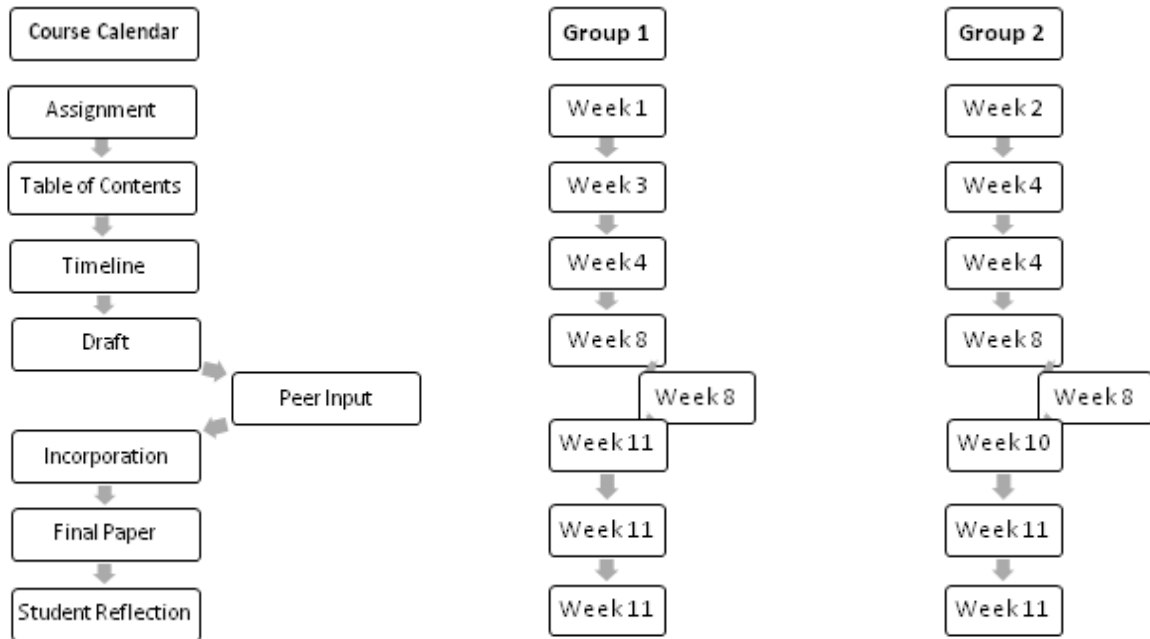 Course Calendar
Group 1
Group 2
Assignment
Week 1
Week 2
Table of Contents
Week 3
Week 4
Timeline
Week 4
Week 4
Draft
Week 8
Week 8
Peer Input
Week 8
Week 8
Incorporation
Week 11
Week 10
Final Paper
Week 11
Week 11
Student Reflection
Week 11
Week 11